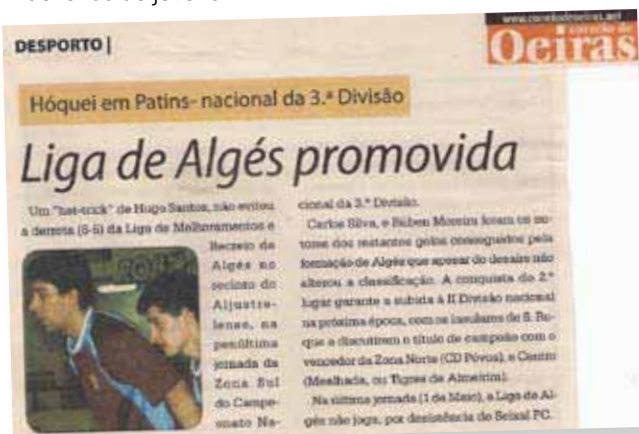 DESPORTO |
www.correiodeoeiras.net
correio de
Oeiras
Hóquei em Patins- nacional da 3.ª Divisão
Liga de Algés promovida
Um "hat-trick" de Hugo Santos, não evitou
a derrota (6-5) da Liga de Melhoramentos e
Recreio de
Algés no
recinto do
Aljustre-
lense, na
penúltima
jornada da
Zona Sul
do Campe-
onato Na-
cional da 3.ª Divisão.
Carlos Silva, e Rúben Moreira foram os au-
tores dos restantes golos conseguidos pela
formação de Algés que apesar do desaire não
alterou a classificação. A conquista do 2.º
lugar garante a subida à II Divisão nacional
na próxima época, com os insulares de S. Ro-
que a discutirem o título de campeão com o
vencedor da Zona Norte (CD Póvoa), e Centro
(Mealhada, ou Tigres de Almeirim).
Na última jornada (1 de Maio), a Liga de Al-
gés não joga, por desistência do Seixal FC.